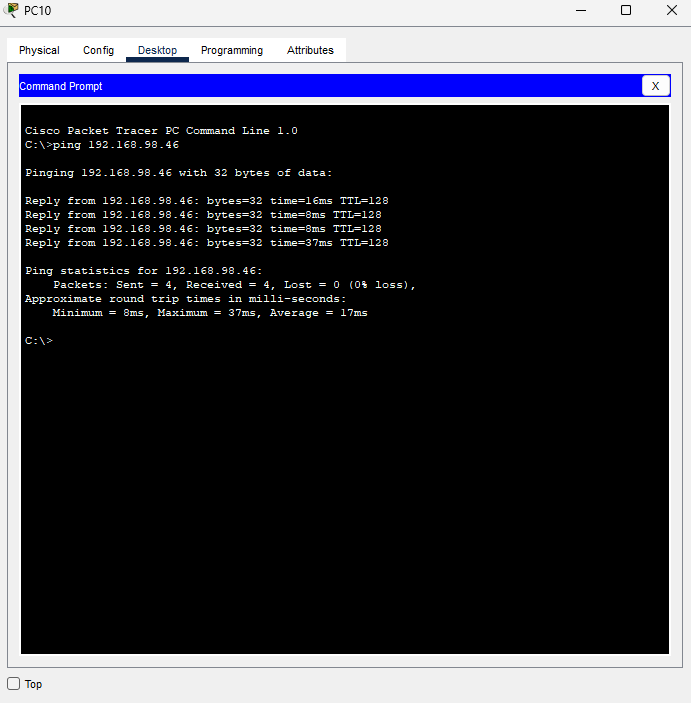 PC10
Physical Config Desktop Programming Attributes
Command Prompt X
Cisco Packet Tracer PC Command Line 1.0
C:\>ping 192.168.98.46
Pinging 192.168.98.46 with 32 bytes of data:
Reply from 192.168.98.46: bytes=32 time=16ms TTL=128
Reply from 192.168.98.46: bytes=32 time=8ms TTL=128
Reply from 192.168.98.46: bytes=32 time=8ms TTL=128
Reply from 192.168.98.46: bytes=32 time=37ms TTL=128
Ping statistics for 192.168.98.46:
Packets: Sent = 4, Received = 4, Lost = 0 (0% loss),
Approximate round trip times in milli-seconds:
Minimum = 8ms, Maximum = 37ms, Average = 17ms
C:\>
Top